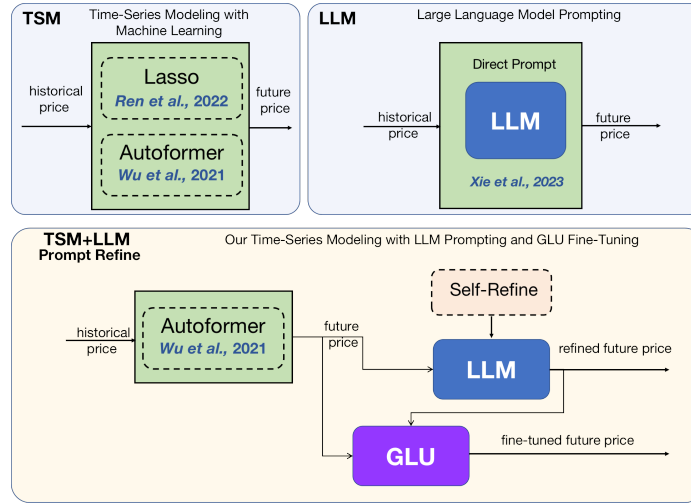 TSM
Time-Series Modeling with
Machine Learning
historical
price
Lasso
Ren et al., 2022
Autoformer
Wu et al., 2021
future
price
LLM
Large Language Model Prompting
historical
price
Direct Prompt
LLM
Xie et al., 2023
future
price
TSM+LLM
Prompt Refine
Our Time-Series Modeling with LLM Prompting and GLU Fine-Tuning
historical
price
Autoformer
Wu et al., 2021
future
price
Self-Refine
LLM
refined future price
GLU
fine-tuned future price